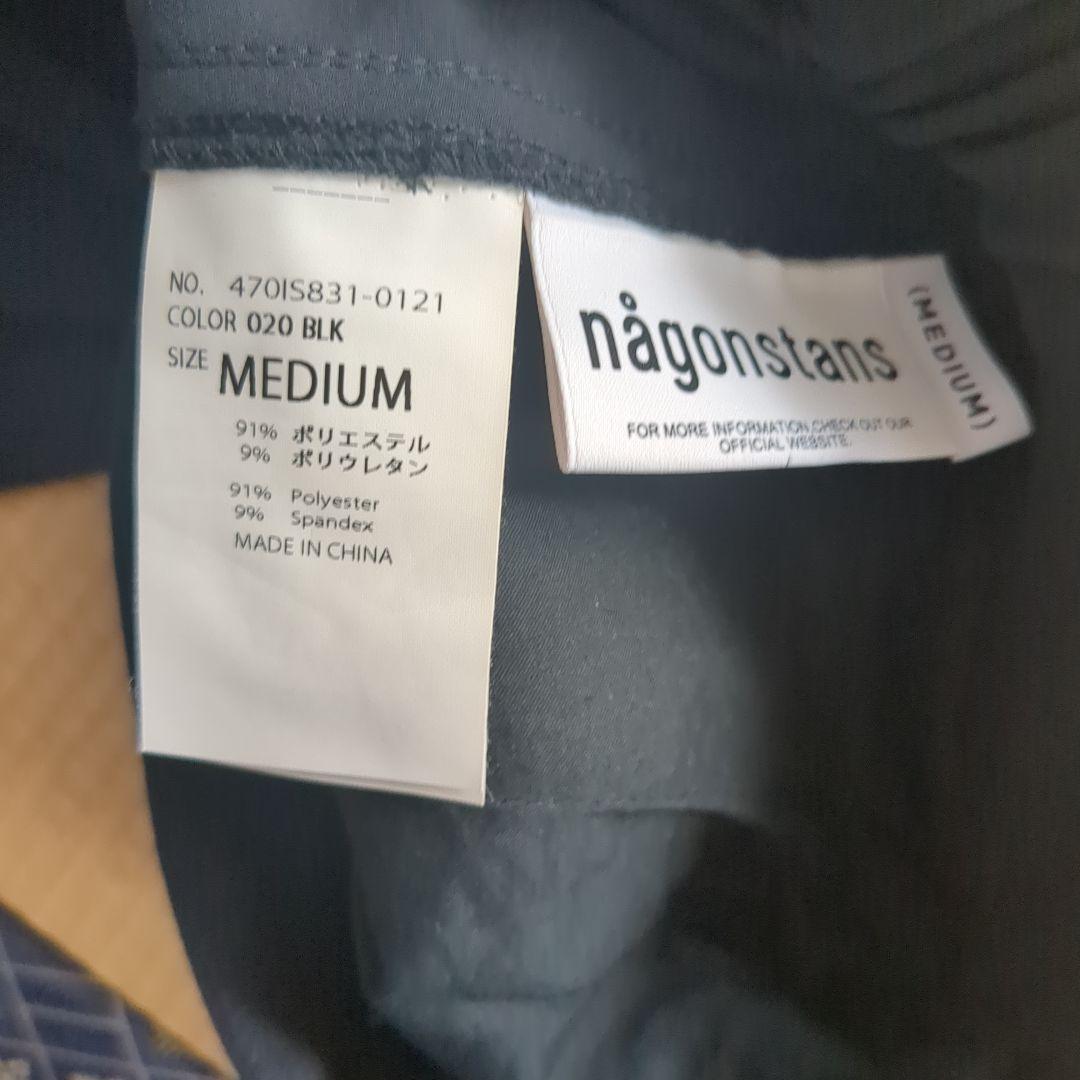 NO. 470IS831-0121
COLOR 020 BLK
SIZE MEDIUM
91% ポリエステル
9% ポリウレタン
91% Polyester
9% Spandex
MADE IN CHINA
någonstans
FOR MORE INFORMATION,CHECK OUT OUR
OFFICIAL WEBSITE.
(MEDIUM)